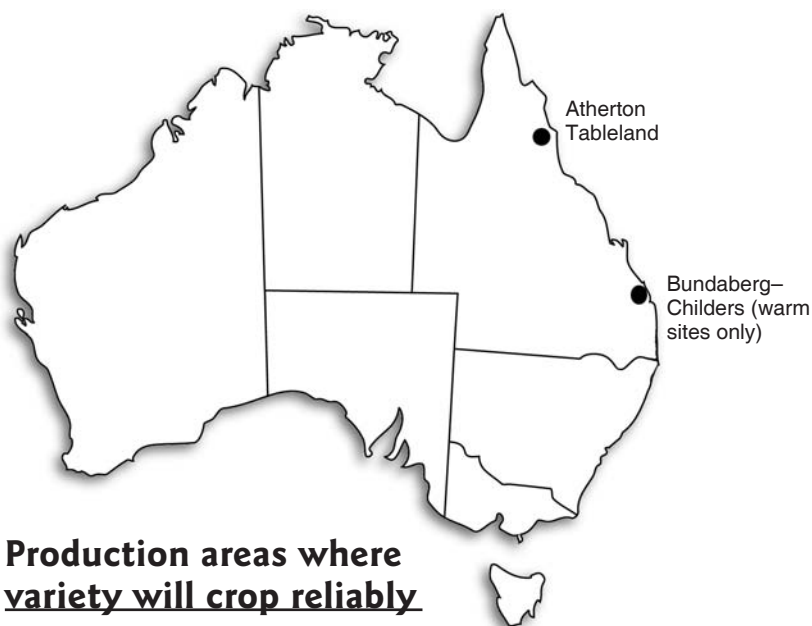 Atherton
Tableland
Bundaberg–
Childers (warm
sites only)
Production areas where
variety will crop reliably